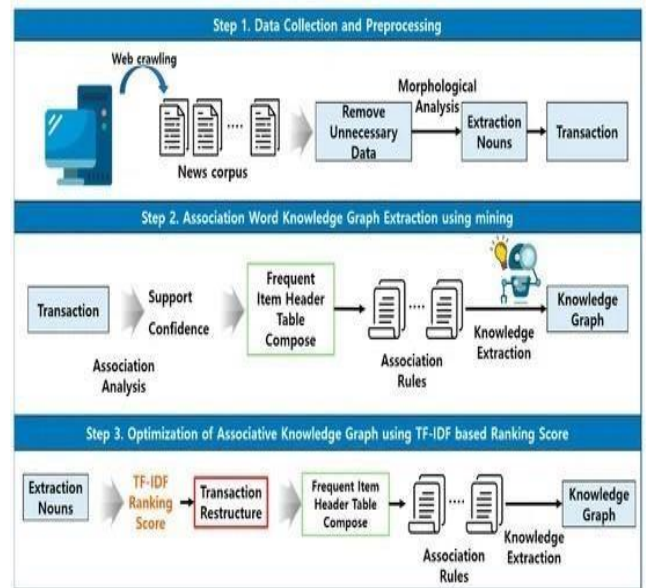 Step 1. Data Collection and Preprocessing
Web crawling
News corpus
Remove
Unnecessary
Data
Morphological
Analysis
Extraction
Nouns
Transaction
Step 2. Association Word Knowledge Graph Extraction using mining
Transaction
Association
Analysis
Support
Confidence
Frequent
Item Header
Table
Compose
Association
Rules
Knowledge
Extraction
Knowledge
Graph
Step 3. Optimization of Associative Knowledge Graph using TF-IDF based Ranking Score
Extraction
Nouns
TF-IDF
Ranking
Score
Transaction
Restructure
Frequent Item
Header Table
Compose
Association
Rules
Knowledge
Extraction
Knowledge
Graph